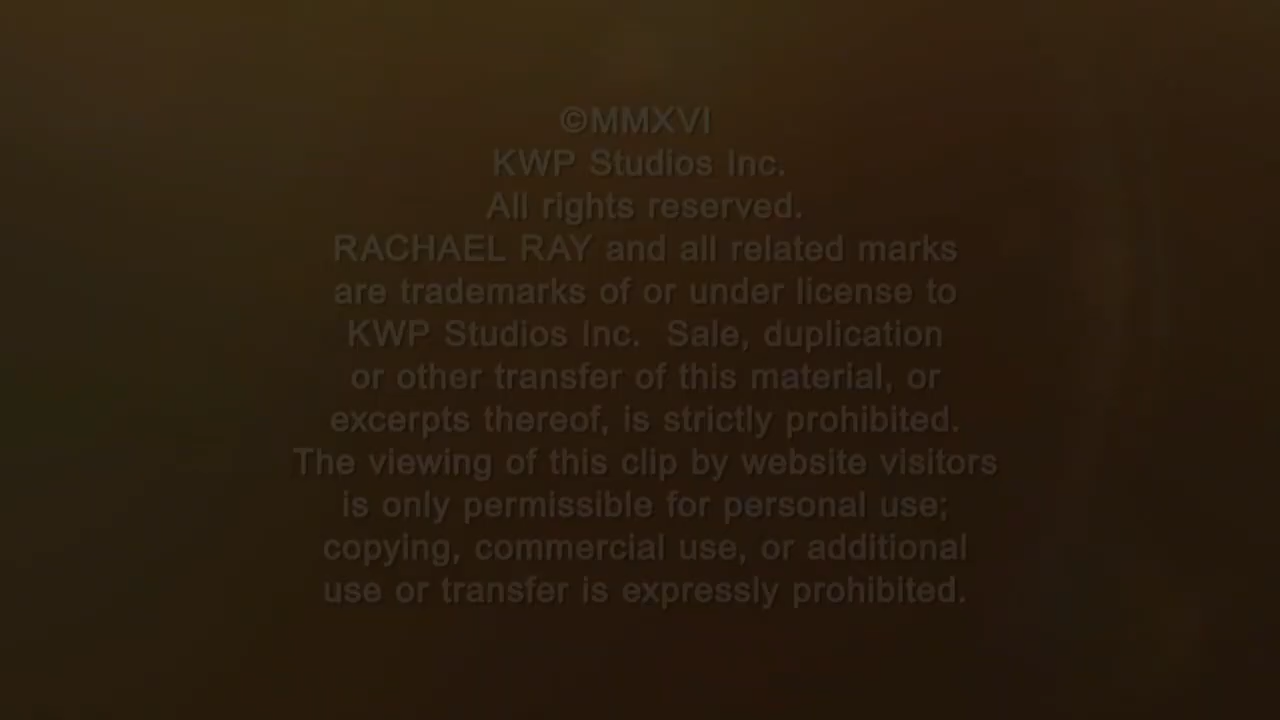 ©MMXVI
KWP Studios Inc.
All rights reserved.
RACHAEL RAY and all related marks
are trademarks of or under license to
KWP Studios Inc. Sale, duplication
or other transfer of this material, or
excerpts thereof, is strictly prohibited.
The viewing of this clip by website visitors
is only permissible for personal use;
copying, commercial use, or additional
use or transfer is expressly prohibited.